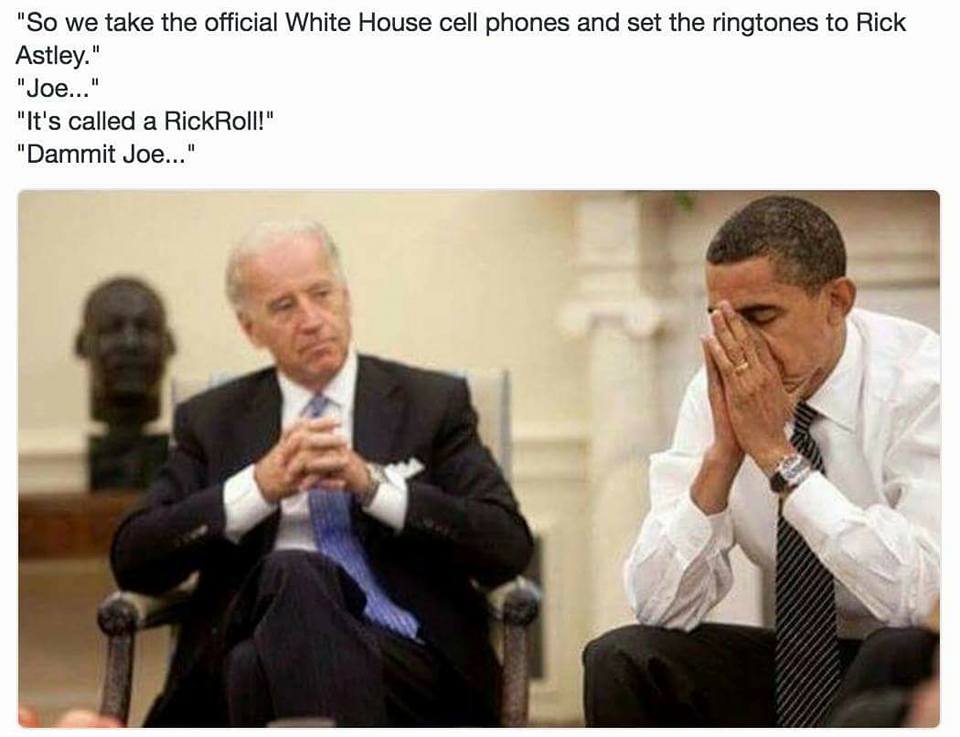 "So we take the official White House cell phones and set the ringtones to Rick
Astley."
"Joe..."
"It's called a RickRoll!"
"Dammit Joe..."